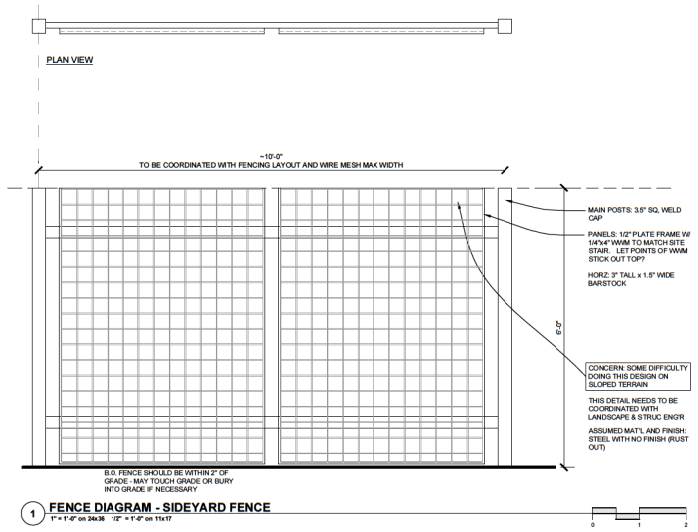 PLAN VIEW
~10'-0"
TO BE COORDINATED WITH FENCING LAYOUT AND WIRE MESH MAX WIDTH
MAIN POSTS: 3.5" SQ, WELD
CAP
PANELS: 1/2" PLATE FRAME W/
1/4"x4" WWM TO MATCH SITE
STAIR. LET POINTS OF WWM
STICK OUT TOP?
HORZ: 3" TALL x 1.5" WIDE
BARSTOCK
6'-0"
CONCERN: SOME DIFFICULTY
DOING THIS DESIGN ON
SLOPED TERRAIN
THIS DETAIL NEEDS TO BE
COORDINATED WITH
LANDSCAPE & STRUC ENG'R
ASSUMED MAT'L AND FINISH:
STEEL WITH NO FINISH (RUST
OUT)
B.O. FENCE SHOULD BE WITHIN 2" OF
GRADE - MAY TOUCH GRADE OR BURY
INTO GRADE IF NECESSARY
1
FENCE DIAGRAM - SIDEYARD FENCE
1" = 1'-0" on 24x36 1/2" = 1'-0" on 11x17
0 1 2